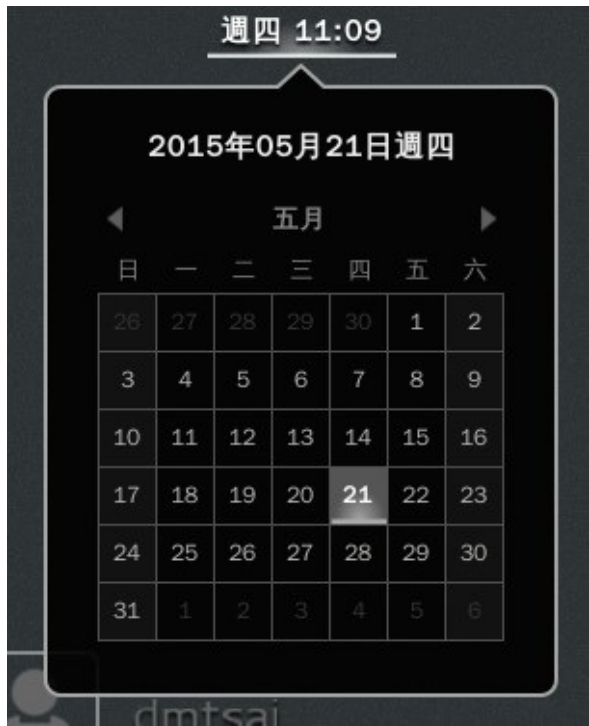 週四 11:09
2015年05月21日週四
五月
日 一 二 三 四 五 六
26 27 28 29 30 1 2
3 4 5 6 7 8 9
10 11 12 13 14 15 16
17 18 19 20 21 22 23
24 25 26 27 28 29 30
31 1 2 3 4 5 6
dmtsai